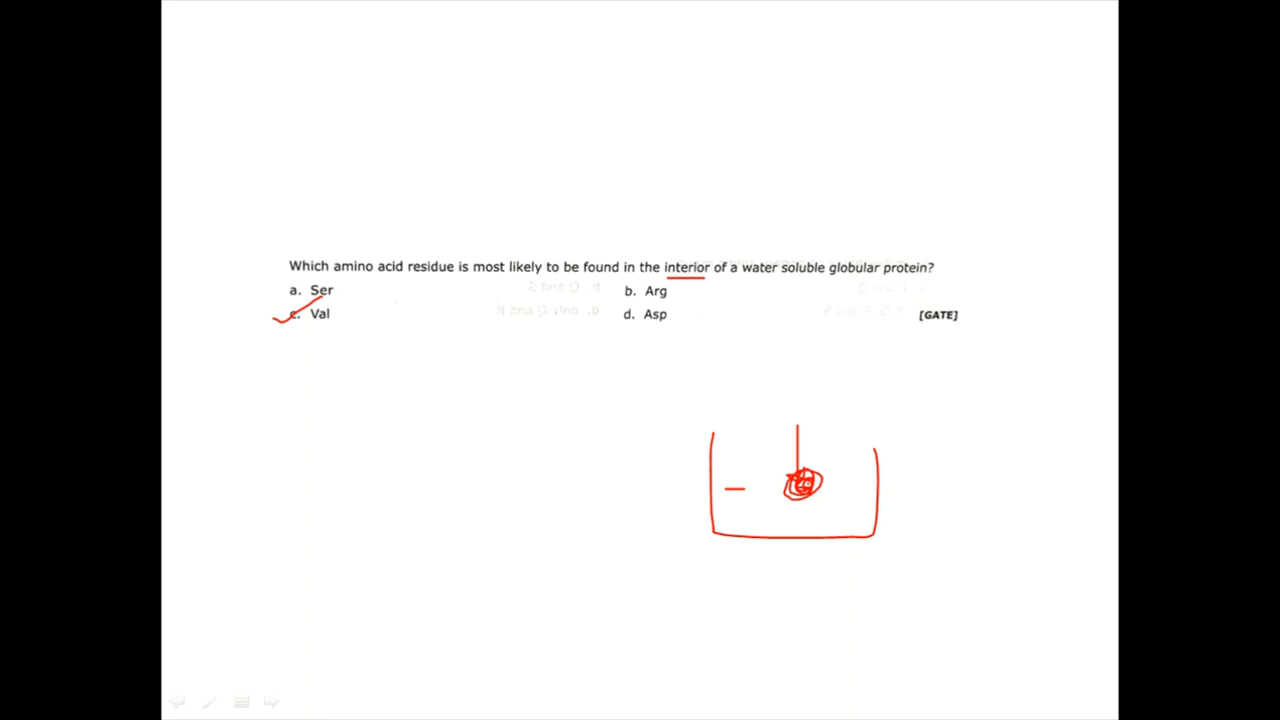 Which amino acid residue is most likely to be found in the interior of a water soluble globular protein?
a. Ser b. Arg
c. Val d. Asp [GATE]